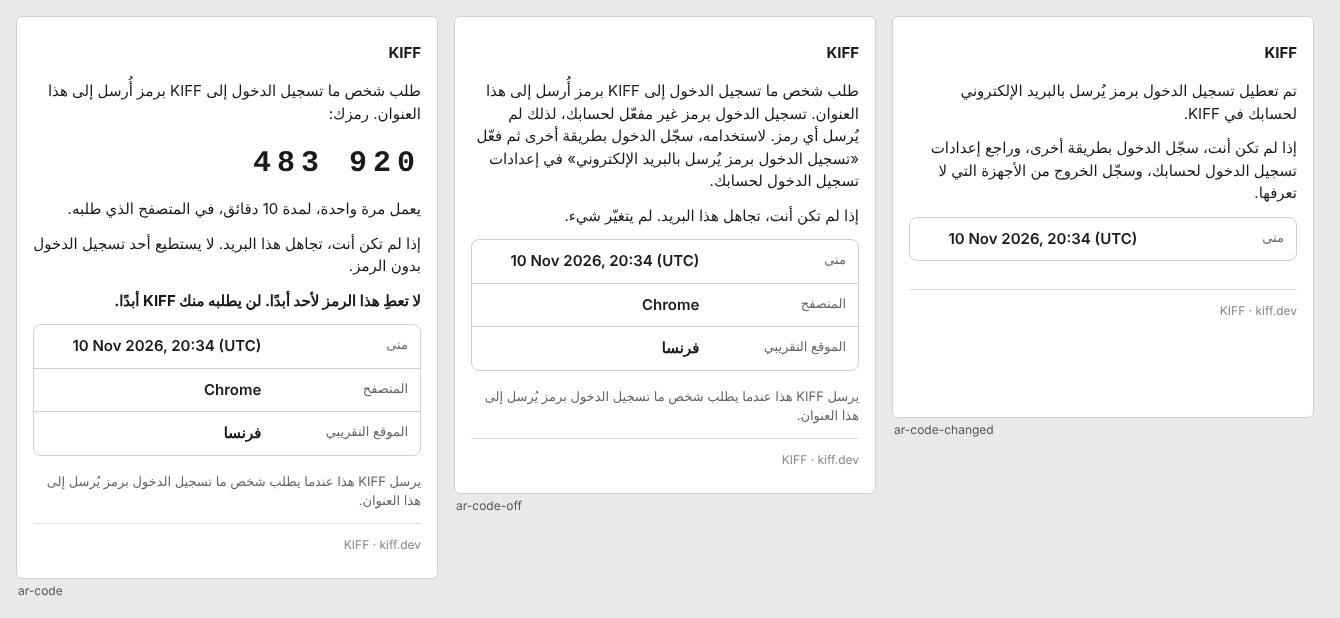 KIFF
طلب شخص ما تسجيل الدخول إلى KIFF برمز أُرسل إلى هذا
العنوان. رمزك:
483 920
يعمل مرة واحدة، لمدة 10 دقائق، في المتصفح الذي طلبه.
إذا لم تكن أنت، تجاهل هذا البريد. لا يستطيع أحد تسجيل الدخول
بدون الرمز.
لا تعطِ هذا الرمز لأحد أبدًا. لن يطلبه منك KIFF أبدًا.
متى 10 Nov 2026, 20:34 (UTC)
المتصفح Chrome
الموقع التقريبي فرنسا
يرسل KIFF هذا عندما يطلب شخص ما تسجيل الدخول برمز يُرسل إلى
هذا العنوان.
KIFF · kiff.dev
ar-code
KIFF
طلب شخص ما تسجيل الدخول إلى KIFF برمز أُرسل إلى هذا
العنوان. تسجيل الدخول برمز غير مفعّل لحسابك، لذلك لم
يُرسل أي رمز. لاستخدامه، سجّل الدخول بطريقة أخرى ثم فعّل
«تسجيل الدخول برمز يُرسل بالبريد الإلكتروني» في إعدادات
تسجيل الدخول لحسابك.
إذا لم تكن أنت، تجاهل هذا البريد. لم يتغيّر شيء.
متى 10 Nov 2026, 20:34 (UTC)
المتصفح Chrome
الموقع التقريبي فرنسا
يرسل KIFF هذا عندما يطلب شخص ما تسجيل الدخول برمز يُرسل إلى
هذا العنوان.
KIFF · kiff.dev
ar-code-off
KIFF
تم تعطيل تسجيل الدخول برمز يُرسل بالبريد الإلكتروني
لحسابك في KIFF.
إذا لم تكن أنت، سجّل الدخول بطريقة أخرى، وراجع إعدادات
تسجيل الدخول لحسابك، وسجّل الخروج من الأجهزة التي لا
تعرفها.
متى 10 Nov 2026, 20:34 (UTC)
KIFF · kiff.dev
ar-code-changed